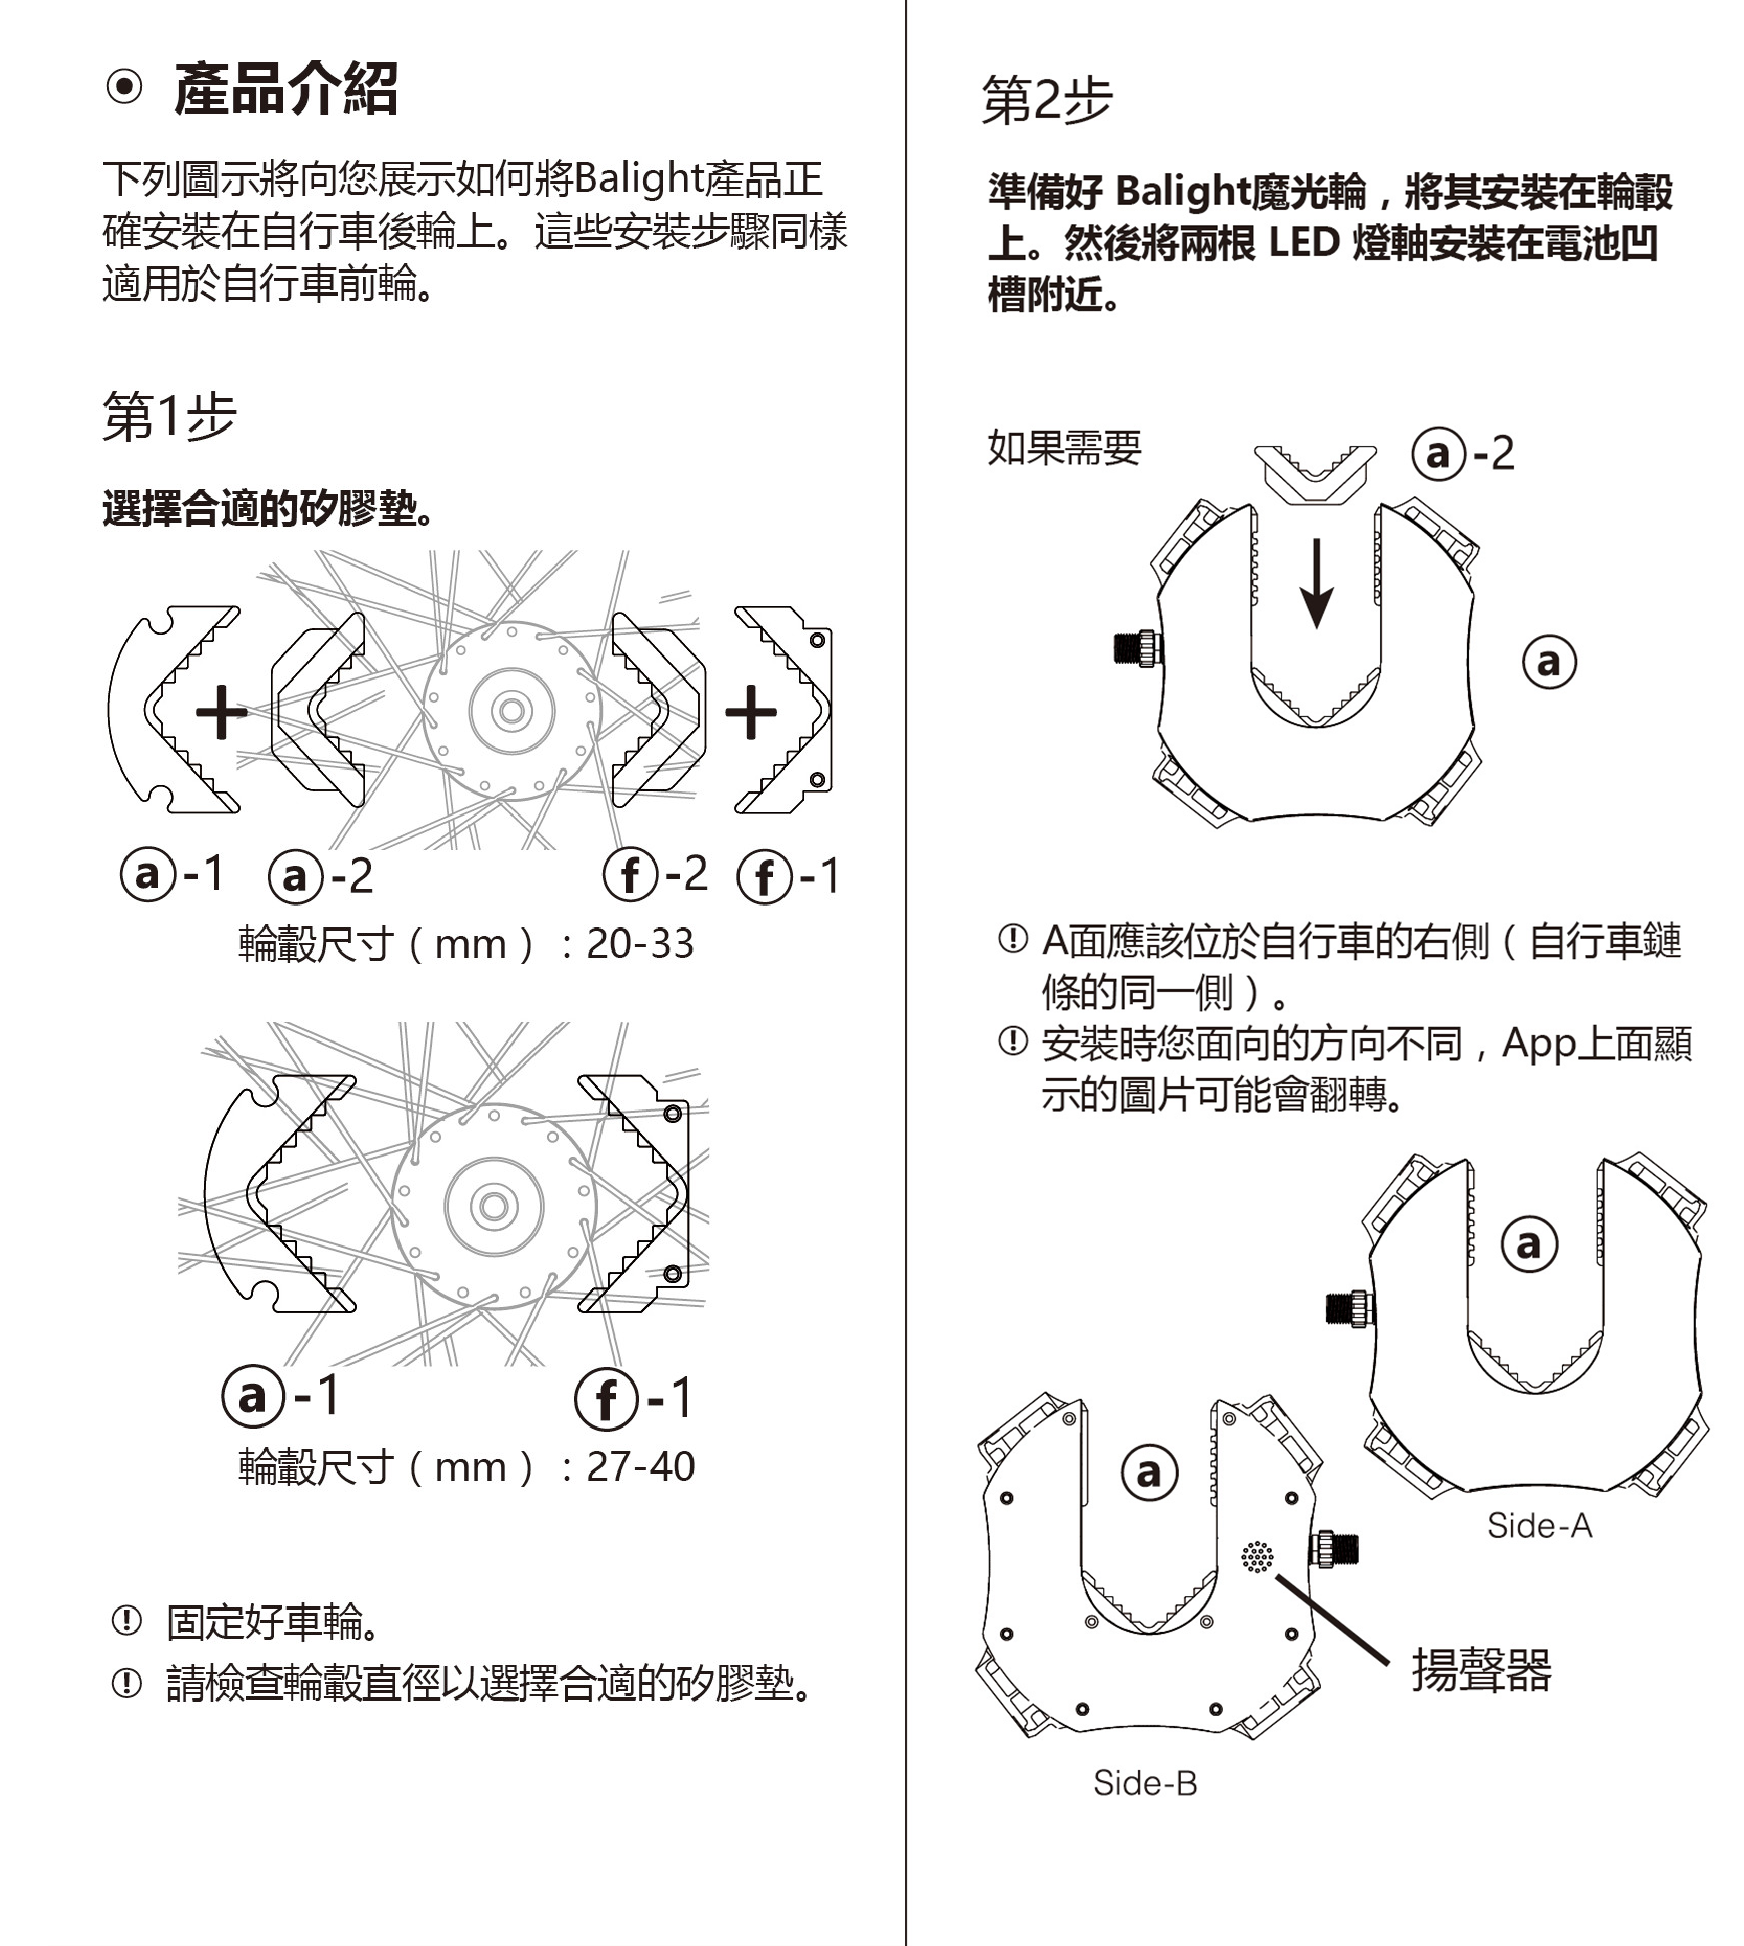 產品介紹
下列圖示將向您展示如何將Balight產品正
確安裝在自行車後輪上。這些安裝步驟同樣
適用於自行車前輪。
第1步
選擇合適的矽膠墊。
a-1 a-2 f-2 f-1
輪轂尺寸（mm）：20-33
a-1 f-1
輪轂尺寸（mm）：27-40
! 固定好車輪。
! 請檢查輪轂直徑以選擇合適的矽膠墊。
第2步
準備好 Balight魔光輪，將其安裝在輪轂
上。然後將兩根 LED 燈軸安裝在電池凹
槽附近。
如果需要
a-2
a
! A面應該位於自行車的右側（自行車鏈
條的同一側）。
! 安裝時您面向的方向不同，App上面顯
示的圖片可能會翻轉。
a
Side-A
a
揚聲器
Side-B